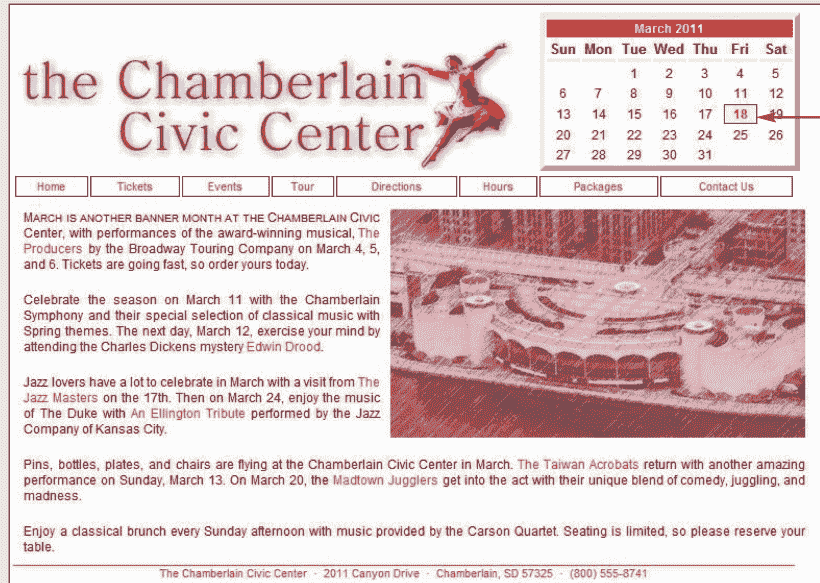 the Chamberlain
Civic Center
March 2011
Sun Mon Tue Wed Thu Fri Sat
1 2 3 4 5
6 7 8 9 10 11 12
13 14 15 16 17 18 19
20 21 22 23 24 25 26
27 28 29 30 31
Home Tickets Events Tour Directions Hours Packages Contact Us
MARCH IS ANOTHER BANNER MONTH AT THE CHAMBERLAIN CIVIC
Center, with performances of the award-winning musical, The
Producers by the Broadway Touring Company on March 4, 5,
and 6. Tickets are going fast, so order yours today.
Celebrate the season on March 11 with the Chamberlain
Symphony and their special selection of classical music with
Spring themes. The next day, March 12, exercise your mind by
attending the Charles Dickens mystery Edwin Drood.
Jazz lovers have a lot to celebrate in March with a visit from The
Jazz Masters on the 17th. Then on March 24, enjoy the music
of The Duke with An Ellington Tribute performed by the Jazz
Company of Kansas City.
Pins, bottles, plates, and chairs are flying at the Chamberlain Civic Center in March. The Taiwan Acrobats return with another amazing
performance on Sunday, March 13. On March 20, the Madtown Jugglers get into the act with their unique blend of comedy, juggling, and
madness.
Enjoy a classical brunch every Sunday afternoon with music provided by the Carson Quartet. Seating is limited, so please reserve your
table.
The Chamberlain Civic Center · 2011 Canyon Drive · Chamberlain, SD 57325 · (800) 555-8741